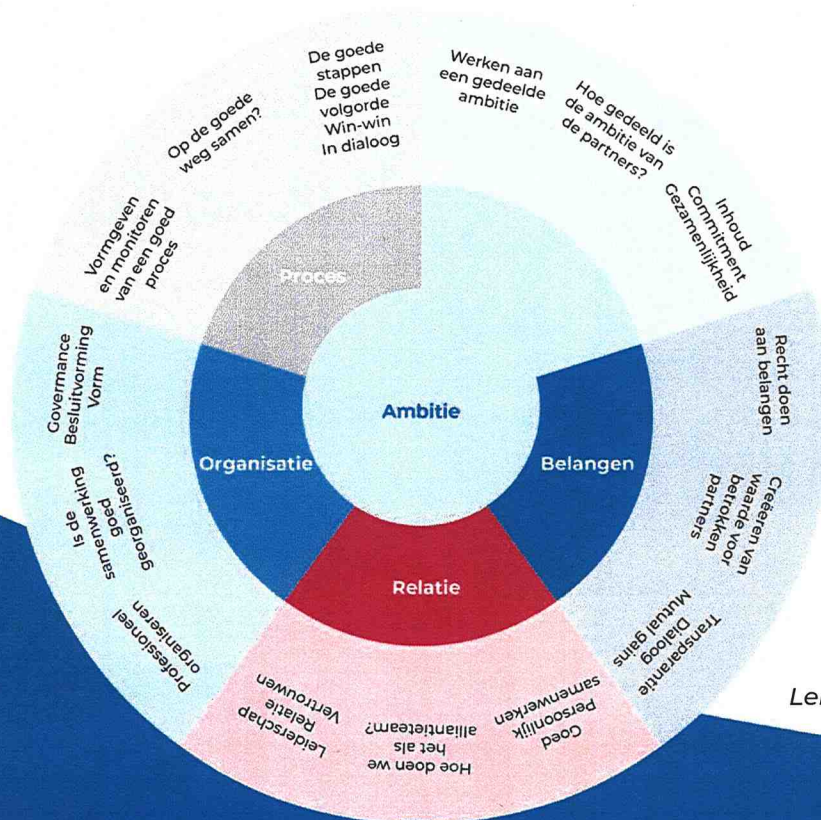 Werken aan
een gedeelde
ambitie
Hoe gedeeld is
de ambitie van
de partners?
Inhoud
Commitment
Gezamenlijkheid
Recht doen
aan belangen
Creëeren van
waarde voor
betrokken
partners
Transparantie
Dialoog
Mutual gains
Goed
Persoonlijk
samenwerken
Hoe doen we
het als
alliantieteam?
Leiderschap
Relatie
Vertrouwen
Professioneel
organiseren
Is de
samenwerking
goed
georganiseerd?
Governance
Besluitvorming
Vorm
Vormgeven
en monitoren
van een goed
proces
Op de goede
weg samen?
De goede
stappen
De goede
volgorde
Win-win
In dialoog
Proces
Ambitie
Organisatie
Belangen
Relatie